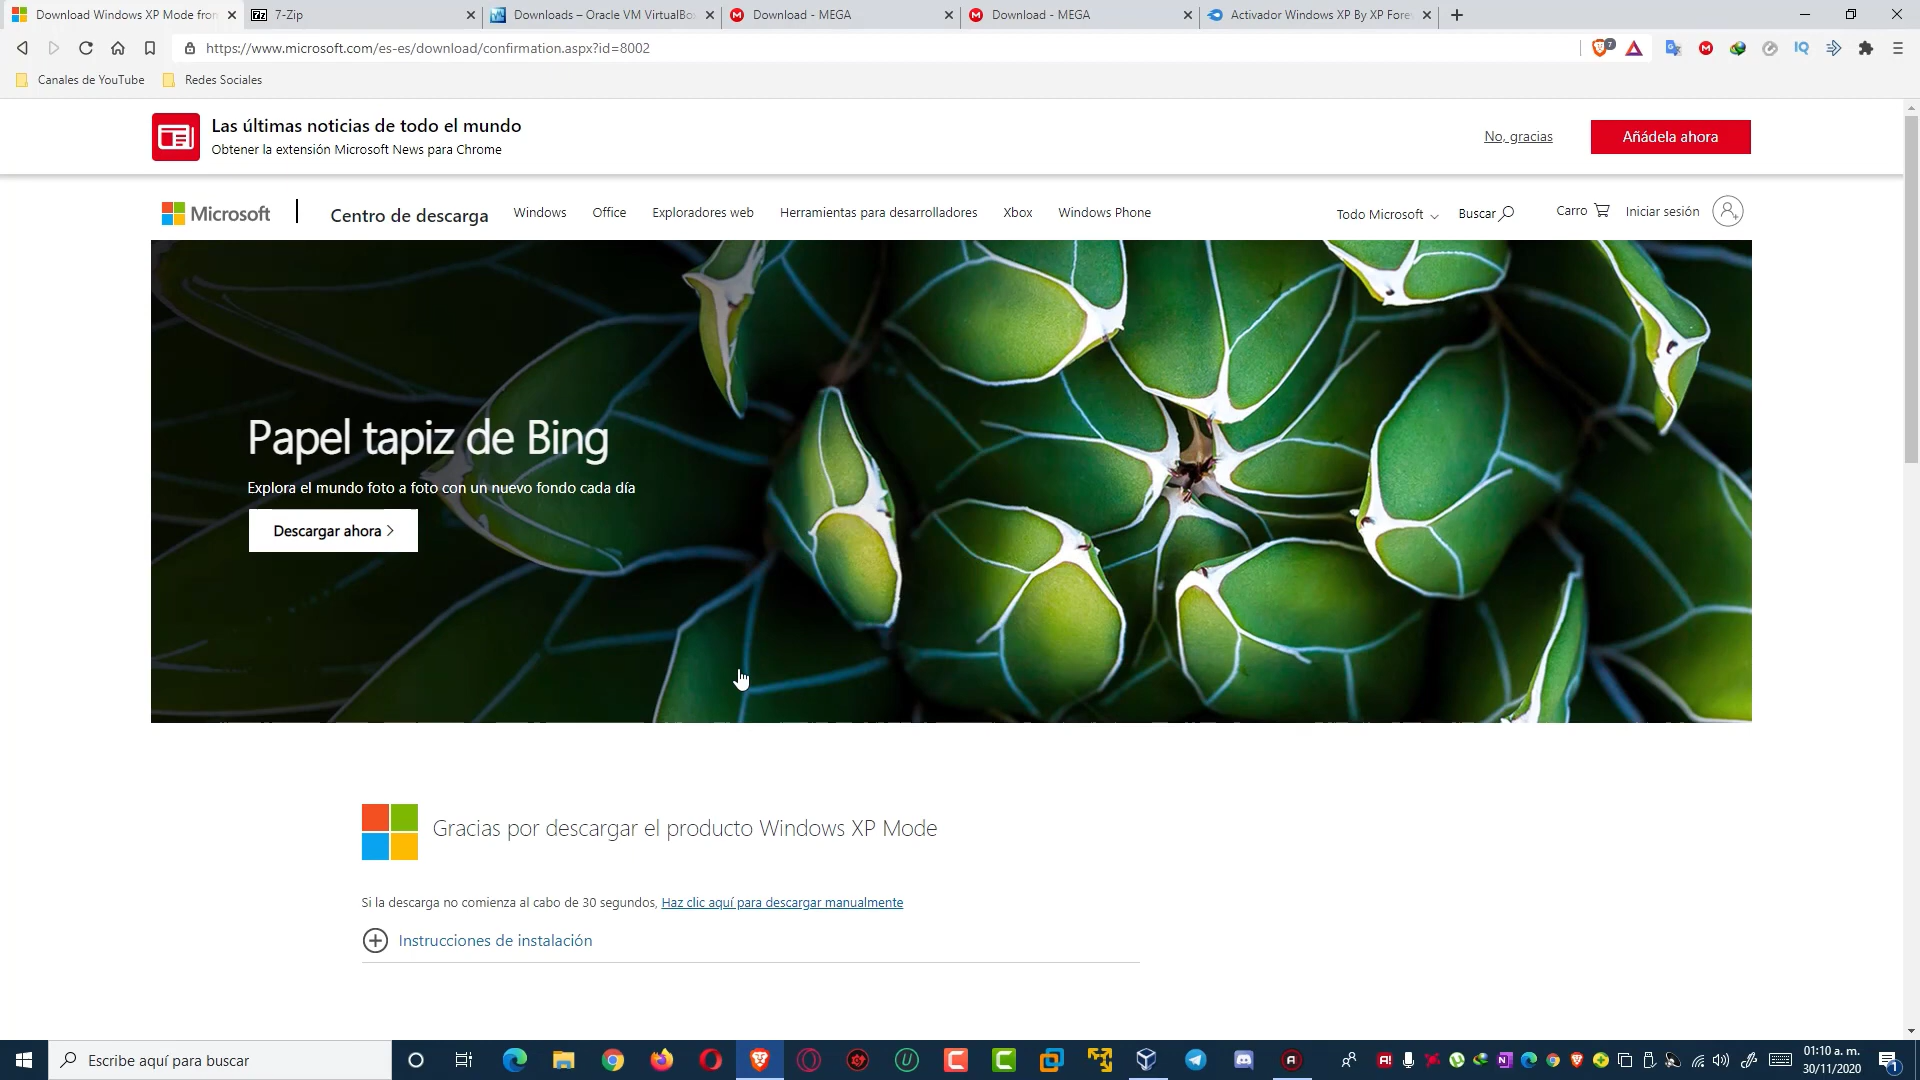 Download Windows XP Mode from
7-Zip
Downloads – Oracle VM VirtualBox
Download - MEGA
Download - MEGA
Activador Windows XP By XP Fore
https://www.microsoft.com/es-es/download/confirmation.aspx?id=8002
Canales de YouTube
Redes Sociales
Las últimas noticias de todo el mundo
Obtener la extensión Microsoft News para Chrome
No, gracias
Añádela ahora
Microsoft
Centro de descarga
Windows
Office
Exploradores web
Herramientas para desarrolladores
Xbox
Windows Phone
Todo Microsoft
Buscar
Carro
Iniciar sesión
Papel tapiz de Bing
Explora el mundo foto a foto con un nuevo fondo cada día
Descargar ahora
Gracias por descargar el producto Windows XP Mode
Si la descarga no comienza al cabo de 30 segundos, Haz clic aquí para descargar manualmente
Instrucciones de instalación
Escribe aquí para buscar
01:10 a. m.
30/11/2020